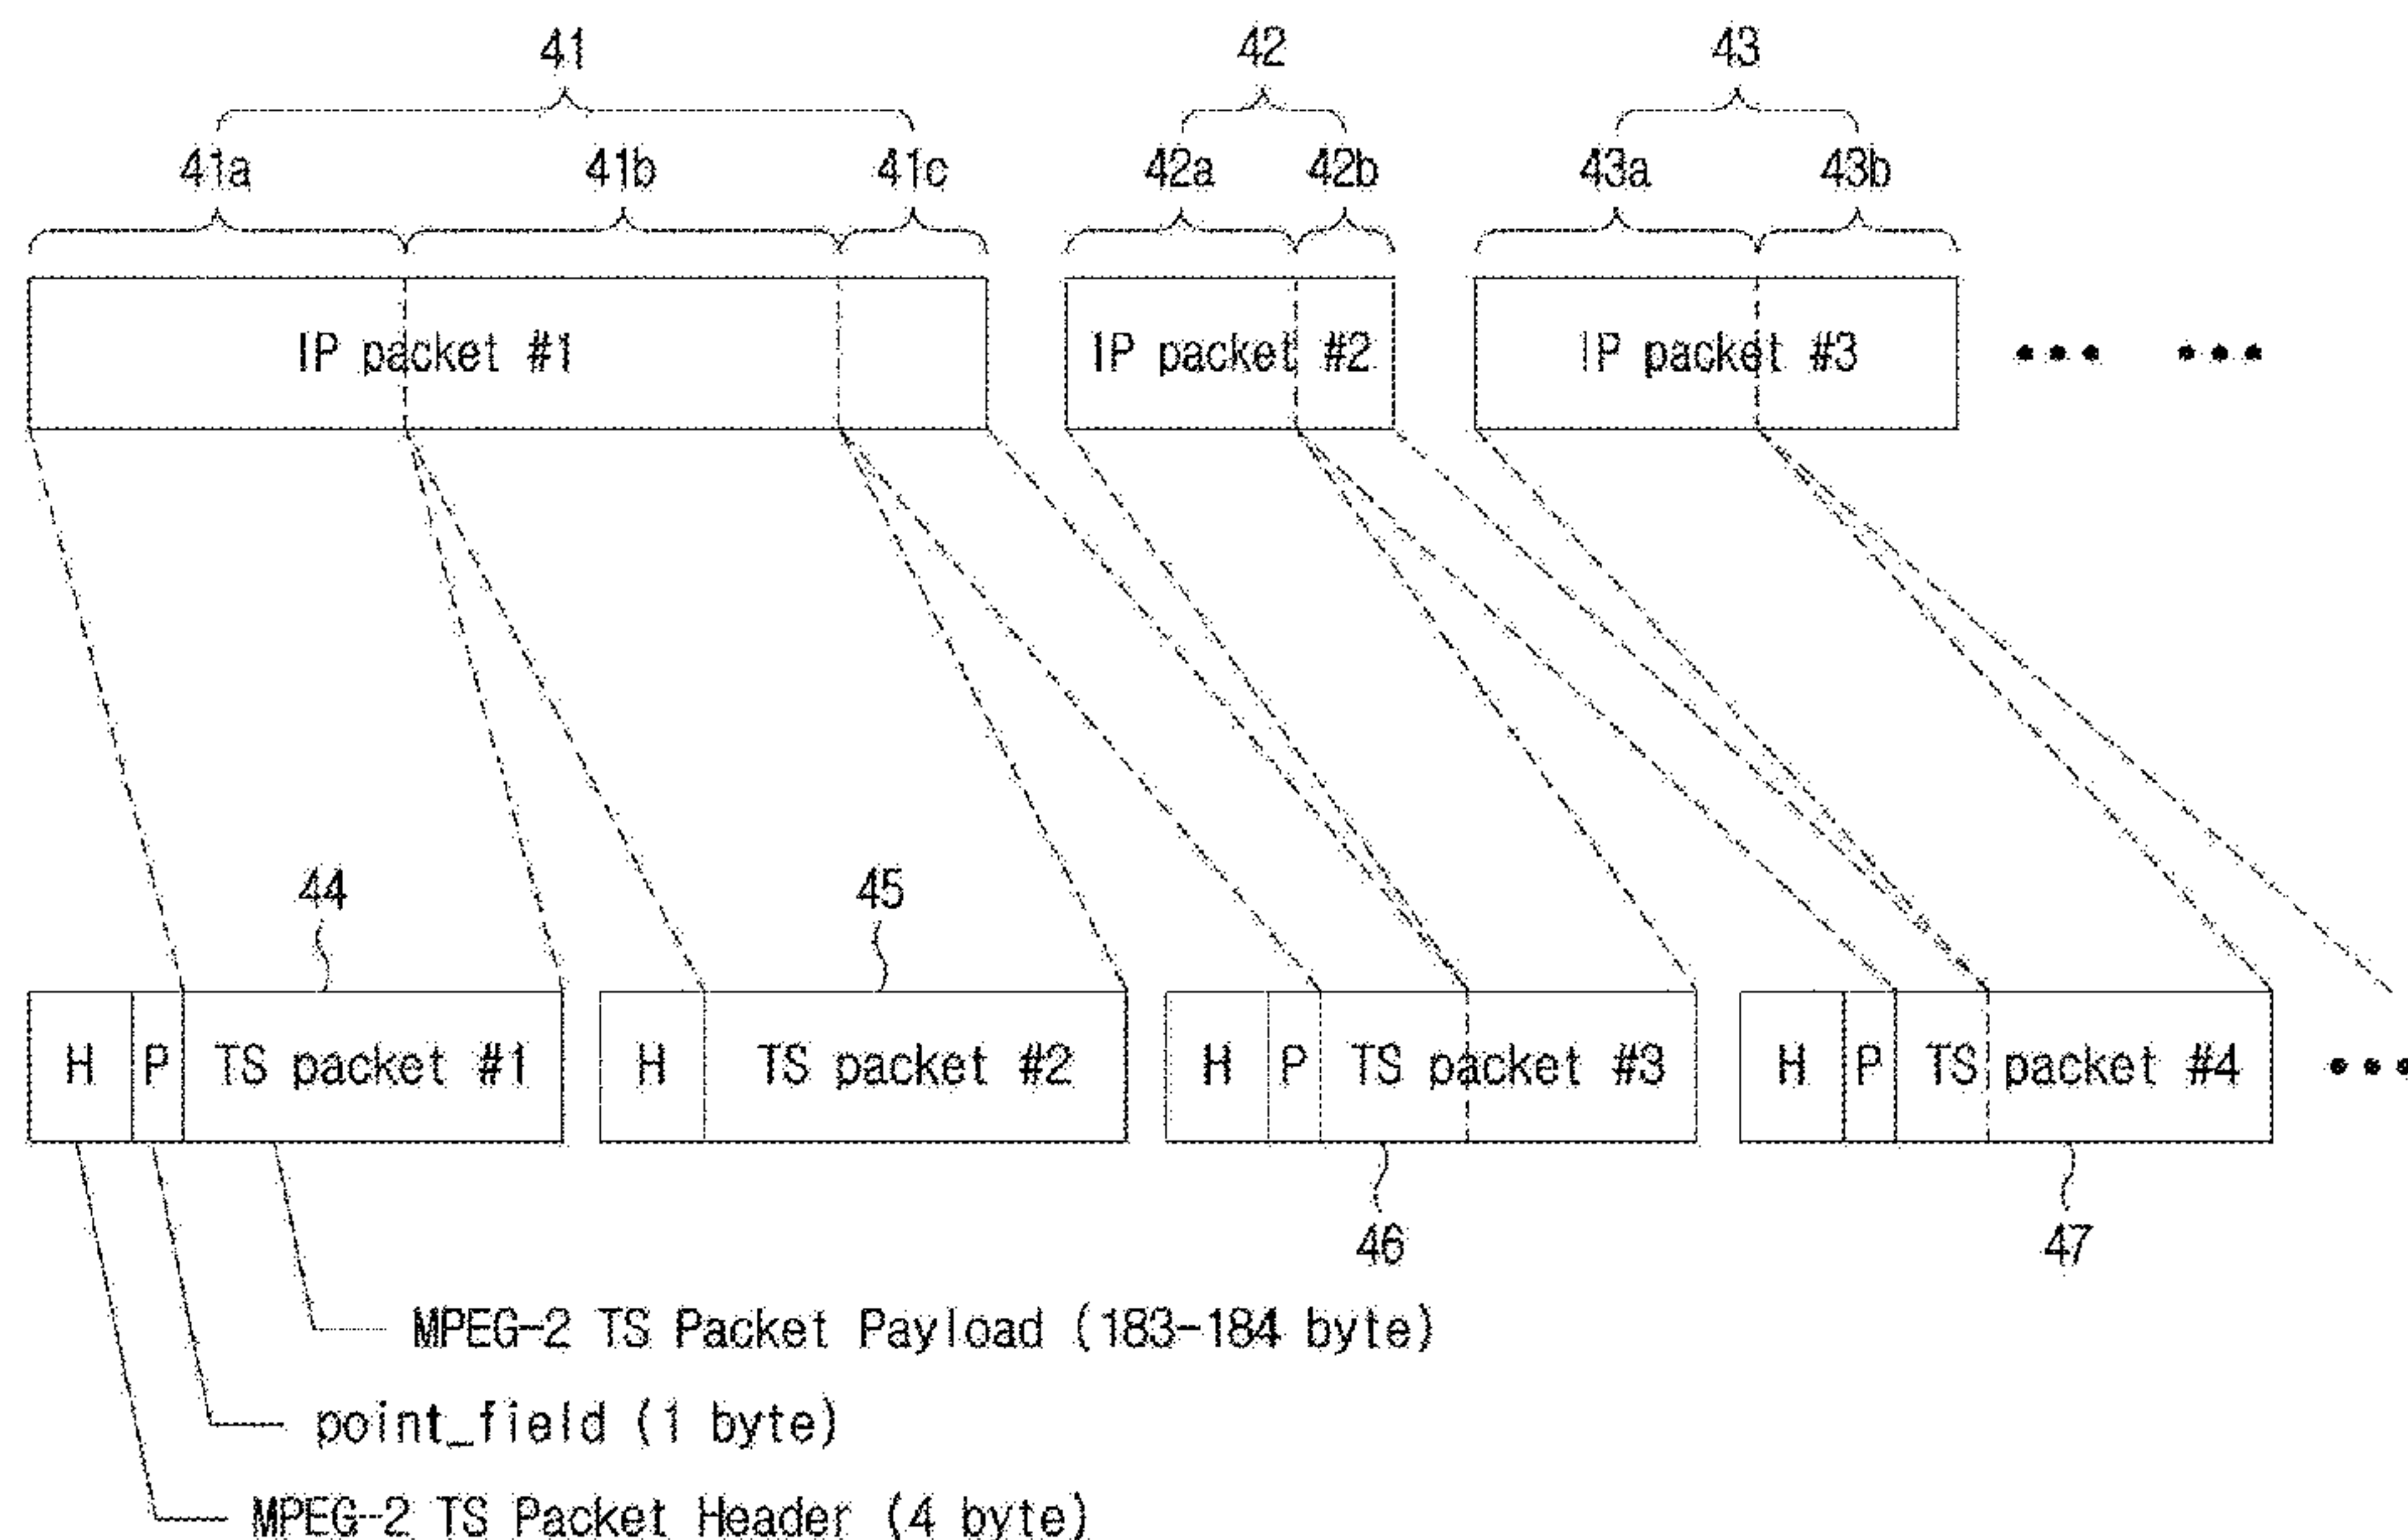 41 42 43
41a 41b 41c 42a 42b 43a 43b
IP packet #1 IP packet #2 IP packet #3 ••• •••
44 45
H P TS packet #1 H TS packet #2 H P TS packet #3 H P TS packet #4 •••
46 47
MPEG-2 TS Packet Payload (183-184 byte)
point_field (1 byte)
MPEG-2 TS Packet Header (4 byte)